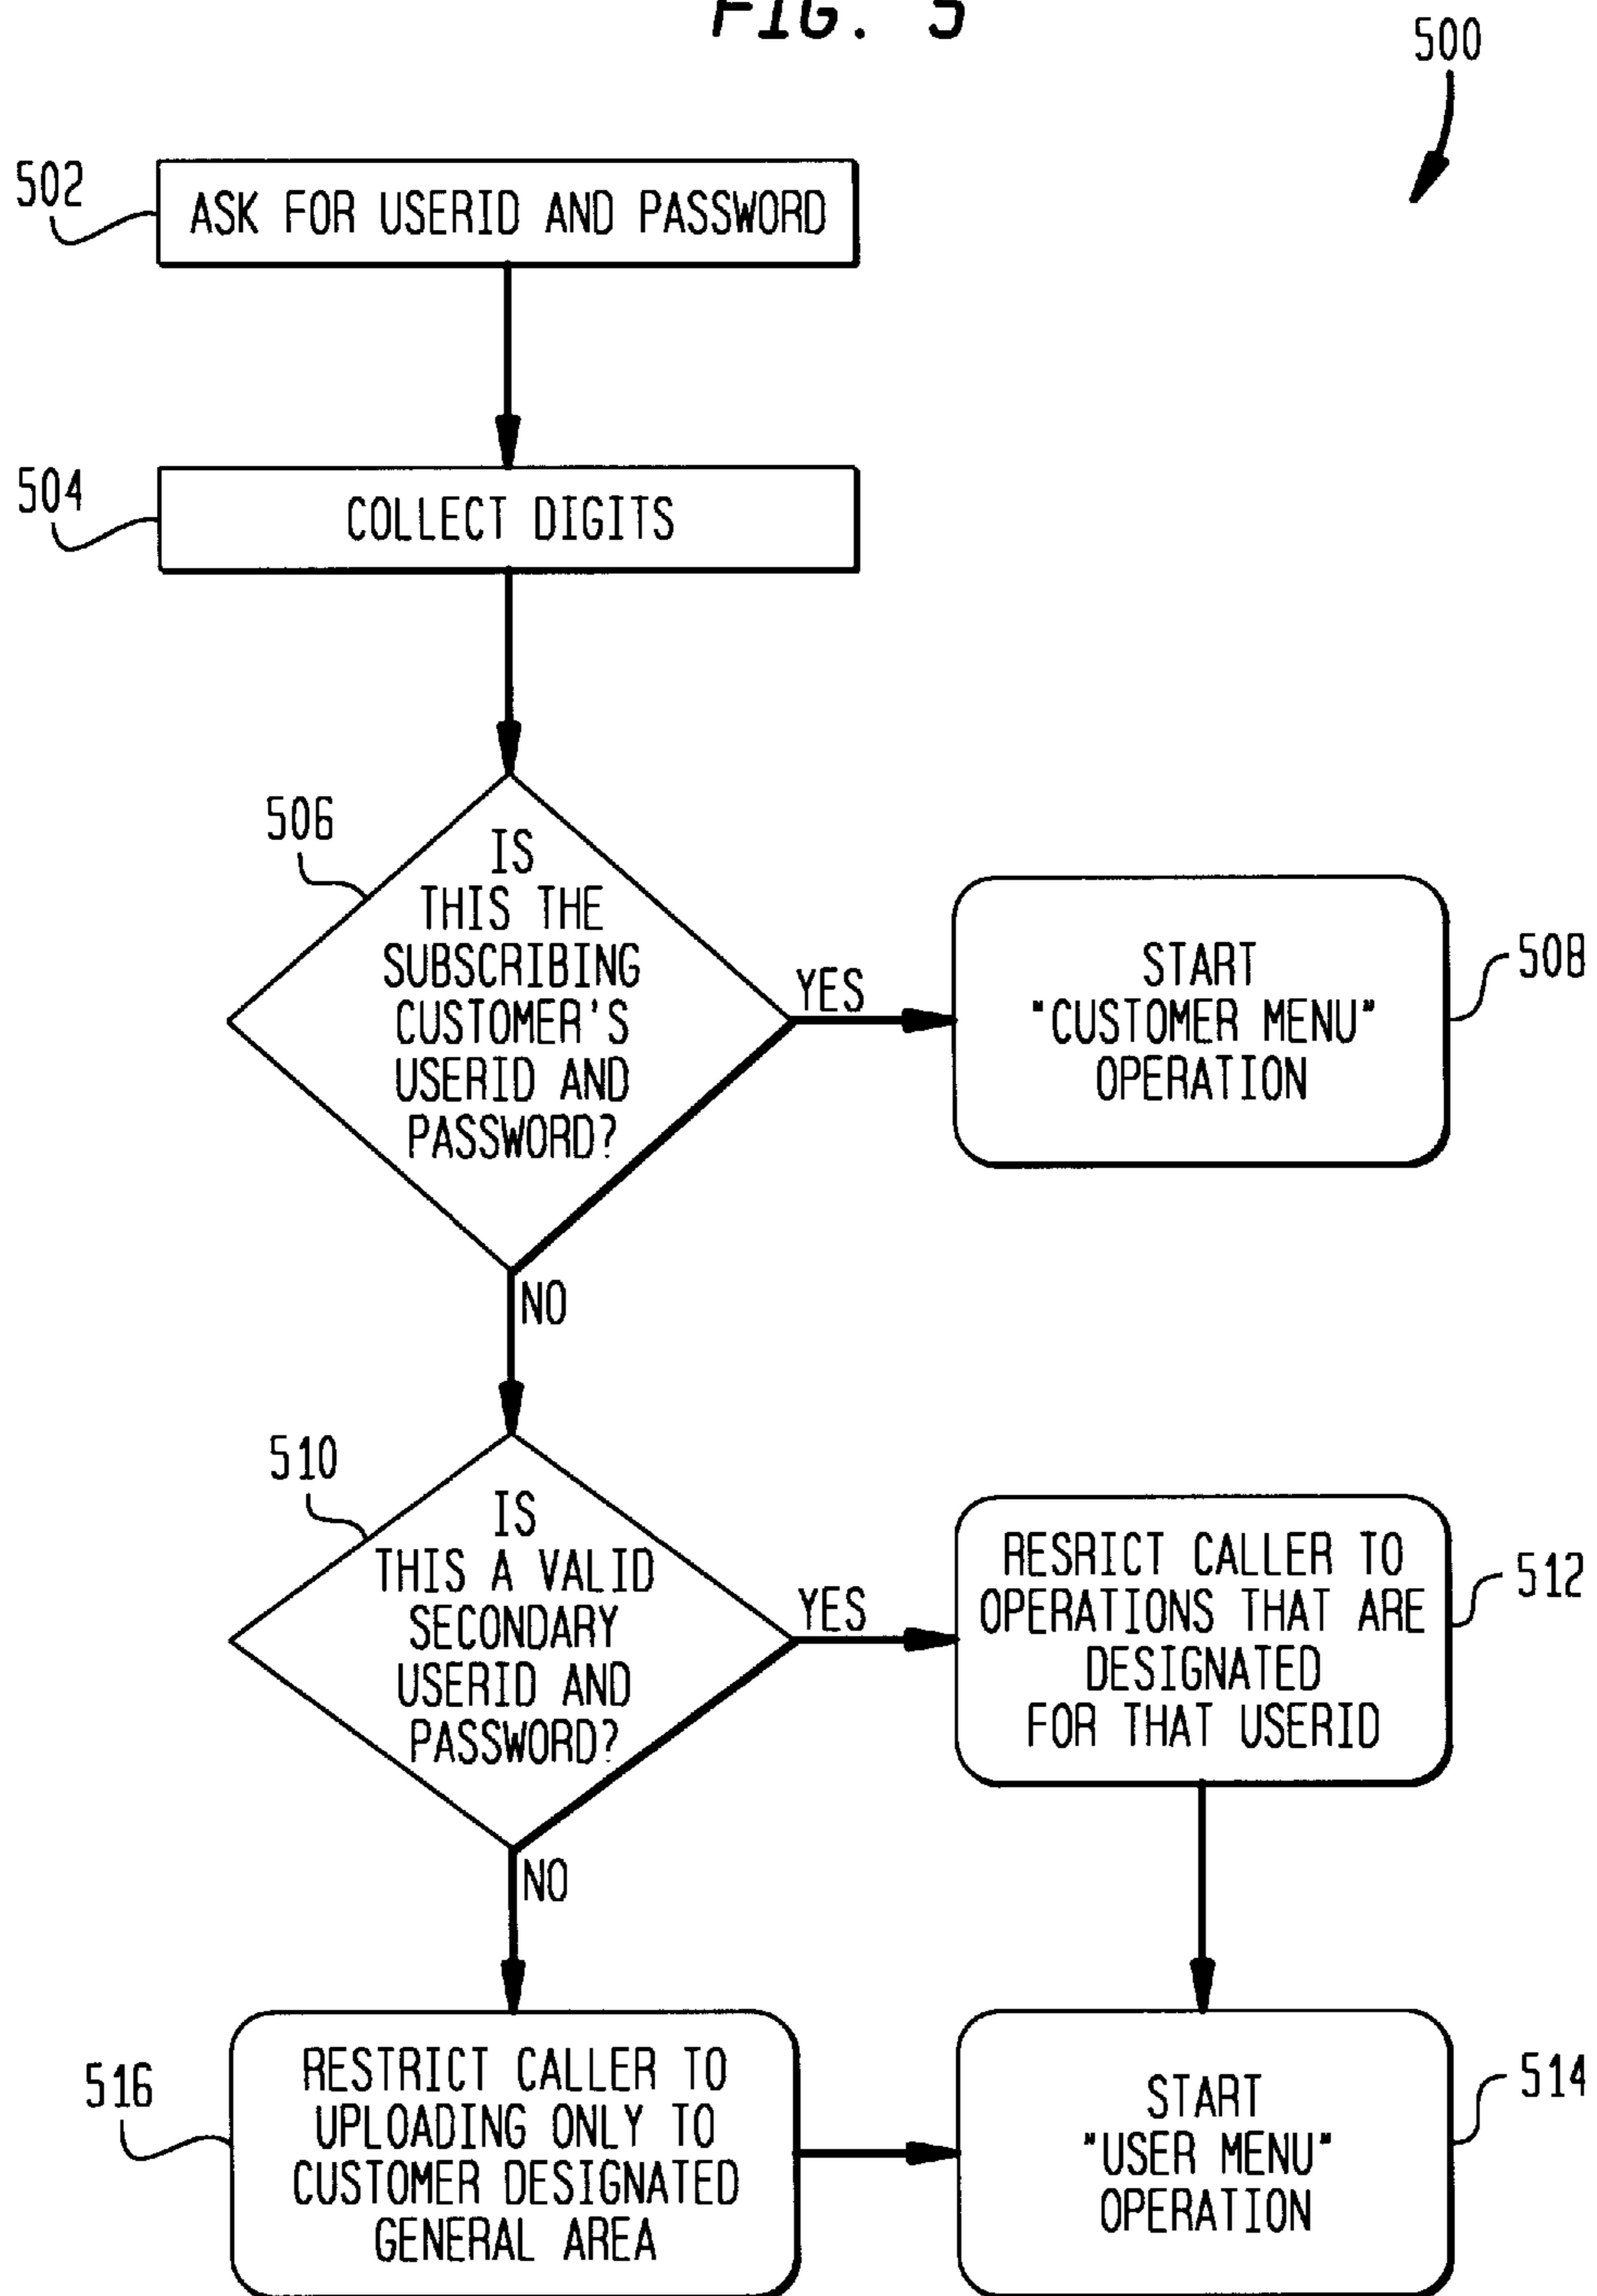 FIG. 5
500
502
ASK FOR USERID AND PASSWORD
504
COLLECT DIGITS
506
IS
THIS THE
SUBSCRIBING
CUSTOMER'S
USERID AND
PASSWORD?
YES
START
"CUSTOMER MENU"
OPERATION
508
NO
510
IS
THIS A VALID
SECONDARY
USERID AND
PASSWORD?
YES
RESRICT CALLER TO
OPERATIONS THAT ARE
DESIGNATED
FOR THAT USERID
512
NO
516
RESTRICT CALLER TO
UPLOADING ONLY TO
CUSTOMER DESIGNATED
GENERAL AREA
START
"USER MENU"
OPERATION
514